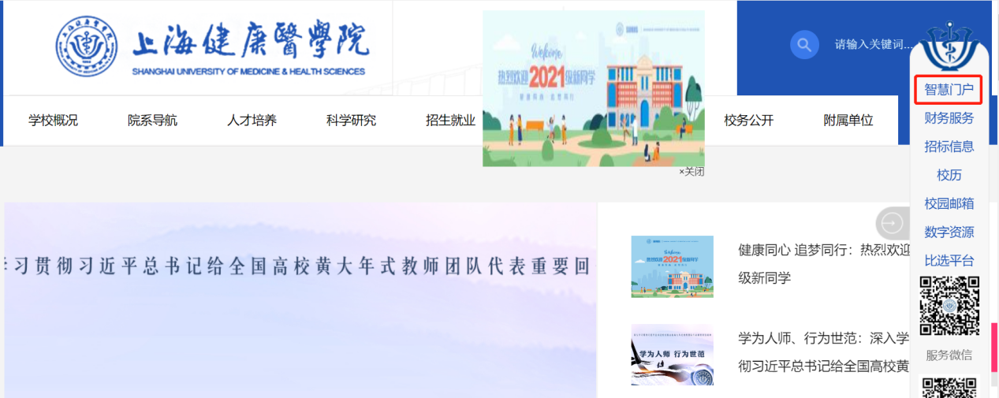 上海健康醫學院
SHANGHAI UNIVERSITY OF MEDICINE & HEALTH SCIENCES
Welcome
热烈欢迎2021级新同学
×关闭
请输入关键词...
学校概况
院系导航
人才培养
科学研究
招生就业
校务公开
附属单位
智慧门户
财务服务
招标信息
校历
校园邮箱
数字资源
比选平台
服务微信
习贯彻习近平总书记给全国高校黄大年式教师团队代表重要回
健康同心 追梦同行：热烈欢迎
级新同学
学为人师 行为世范
学为人师、行为世范：深入学
彻习近平总书记给全国高校黄